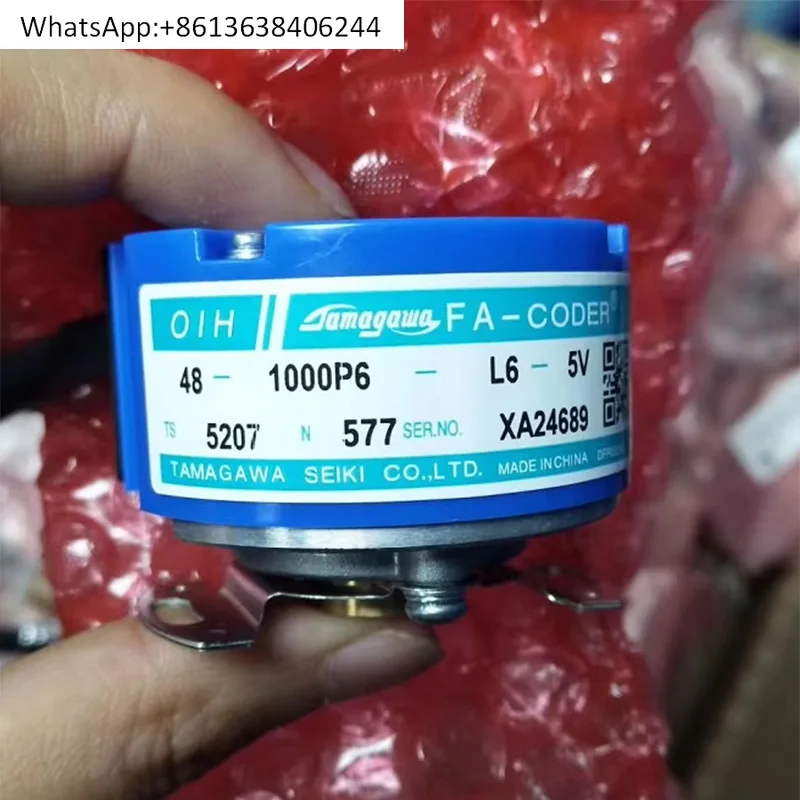 WhatsApp:+8613638406244
OIH Tamagawa FA-CODER®
48 - 1000P6 - L6 - 5V
TS 5207 N 577 SER.NO. XA24689
TAMAGAWA SEIKI CO.,LTD. MADE IN CHINA